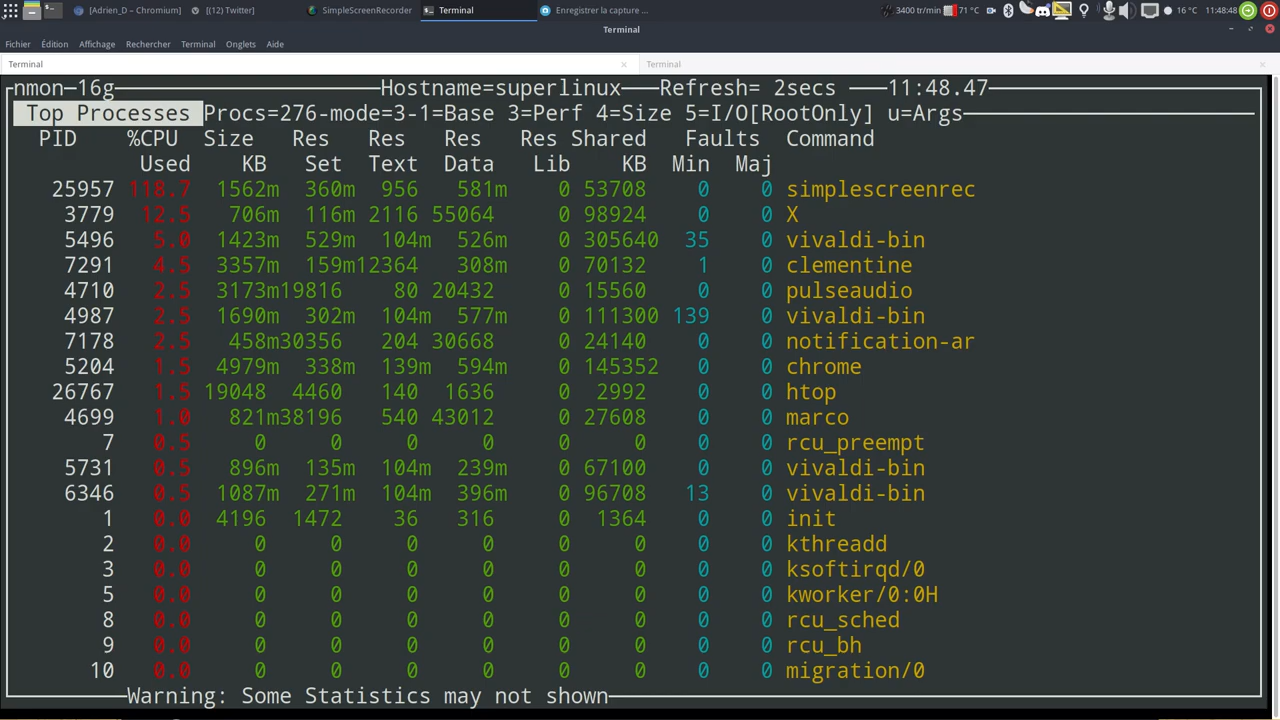 [Adrien_D – Chromium] [(12) Twitter] SimpleScreenRecorder Terminal Enregistrer la capture ... 3400 tr/min 71 °C 16 °C 11:48:48
Terminal
Fichier Édition Affichage Rechercher Terminal Onglets Aide
Terminal × Terminal ×
nmon─16g Hostname=superlinux Refresh= 2secs 11:48.47
Top Processes Procs=276-mode=3-1=Base 3=Perf 4=Size 5=I/O[RootOnly] u=Args
PID %CPU Size Res Res Res Res Shared Faults Command
Used KB Set Text Data Lib KB Min Maj
25957 118.7 1562m 360m 956 581m 0 53708 0 0 simplescreenrec
3779 12.5 706m 116m 2116 55064 0 98924 0 0 X
5496 5.0 1423m 529m 104m 526m 0 305640 35 0 vivaldi-bin
7291 4.5 3357m 159m12364 308m 0 70132 1 0 clementine
4710 2.5 3173m19816 80 20432 0 15560 0 0 pulseaudio
4987 2.5 1690m 302m 104m 577m 0 111300 139 0 vivaldi-bin
7178 2.5 458m30356 204 30668 0 24140 0 0 notification-ar
5204 1.5 4979m 338m 139m 594m 0 145352 0 0 chrome
26767 1.5 19048 4460 140 1636 0 2992 0 0 htop
4699 1.0 821m38196 540 43012 0 27608 0 0 marco
7 0.5 0 0 0 0 0 0 0 0 rcu_preempt
5731 0.5 896m 135m 104m 239m 0 67100 0 0 vivaldi-bin
6346 0.5 1087m 271m 104m 396m 0 96708 13 0 vivaldi-bin
1 0.0 4196 1472 36 316 0 1364 0 0 init
2 0.0 0 0 0 0 0 0 0 0 kthreadd
3 0.0 0 0 0 0 0 0 0 0 ksoftirqd/0
5 0.0 0 0 0 0 0 0 0 0 kworker/0:0H
8 0.0 0 0 0 0 0 0 0 0 rcu_sched
9 0.0 0 0 0 0 0 0 0 0 rcu_bh
10 0.0 0 0 0 0 0 0 0 0 migration/0
Warning: Some Statistics may not shown